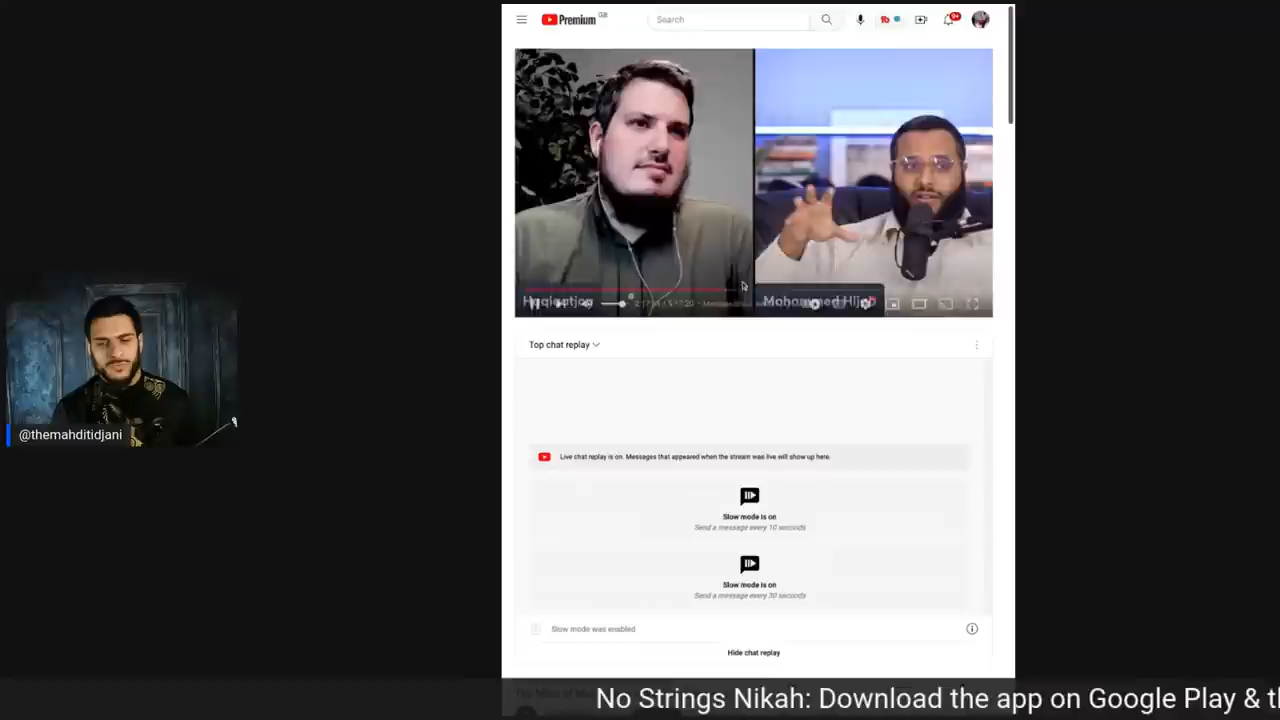 Premium GB
Search
9+
Haqiqatjou
Mohammed Hijab
Top chat replay
Live chat replay is on. Messages that appeared when the stream was live will show up here.
Slow mode is on
Send a message every 10 seconds
Slow mode is on
Send a message every 30 seconds
Slow mode was enabled
Hide chat replay
@themahditidjani
No Strings Nikah: Download the app on Google Play & t